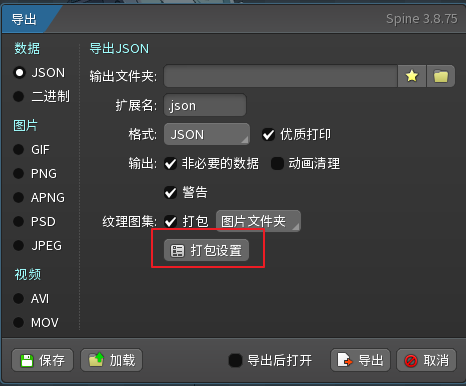 导出 Spine 3.8.75
数据
JSON
二进制
图片
GIF
PNG
APNG
PSD
JPEG
视频
AVI
MOV
导出JSON
输出文件夹:
扩展名: .json
格式: JSON 优质打印
输出: 非必要的数据 动画清理
警告
纹理图集: 打包 图片文件夹
打包设置
保存 加载 导出后打开 导出 取消